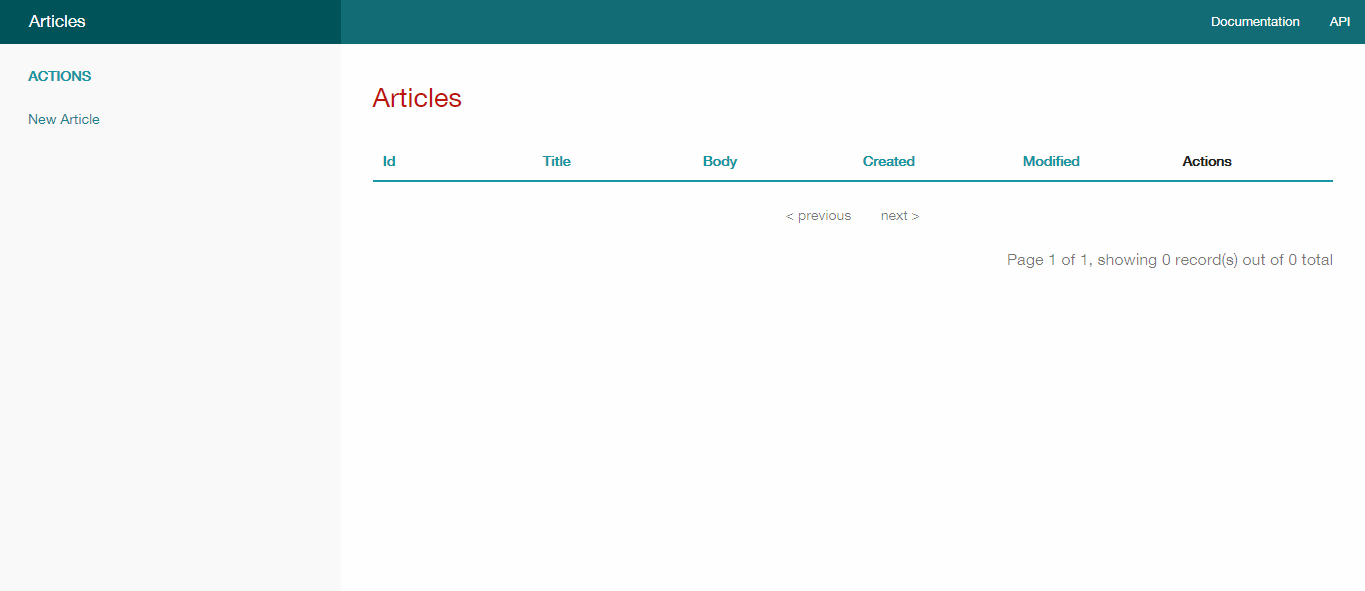 Articles
Documentation API
ACTIONS
New Article
Articles
Id Title Body Created Modified Actions
< previous next >
Page 1 of 1, showing 0 record(s) out of 0 total